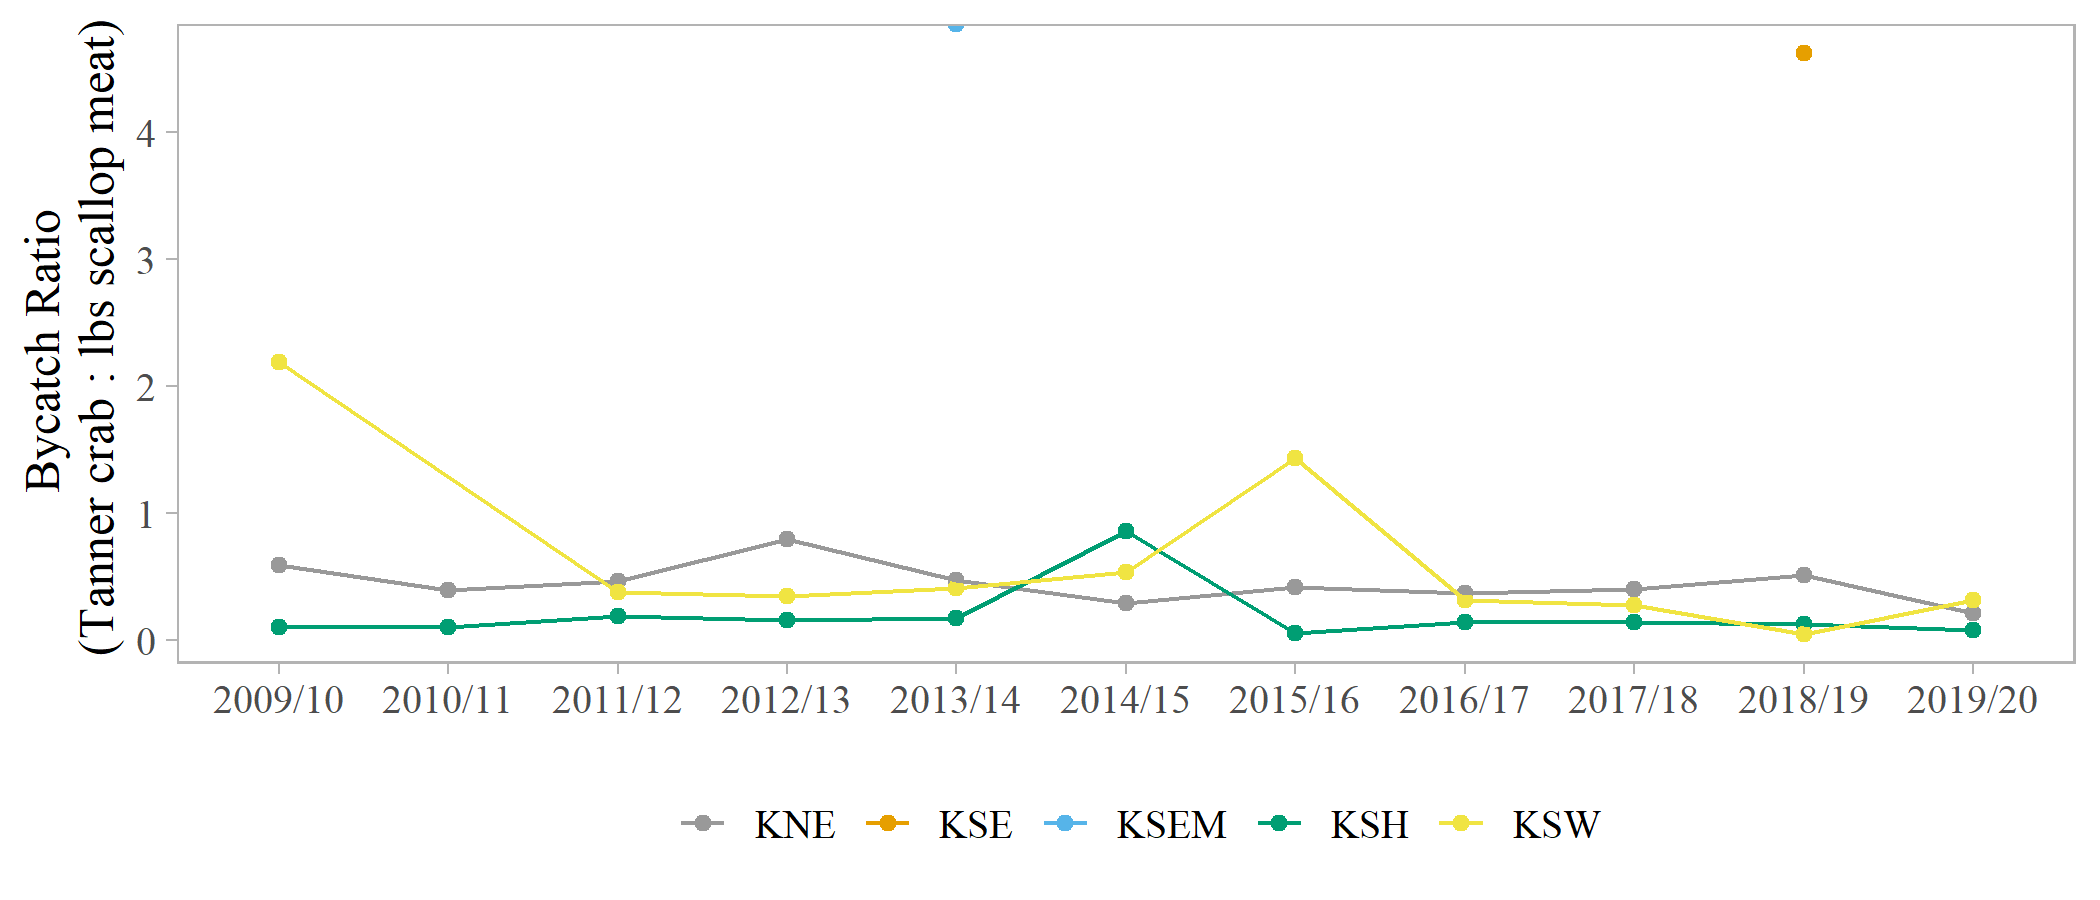 Bycatch Ratio
(Tanner crab : lbs scallop meat)
4
3
2
1
0
2009/10 2010/11 2011/12 2012/13 2013/14 2014/15 2015/16 2016/17 2017/18 2018/19 2019/20
KNE KSE KSEM KSH KSW